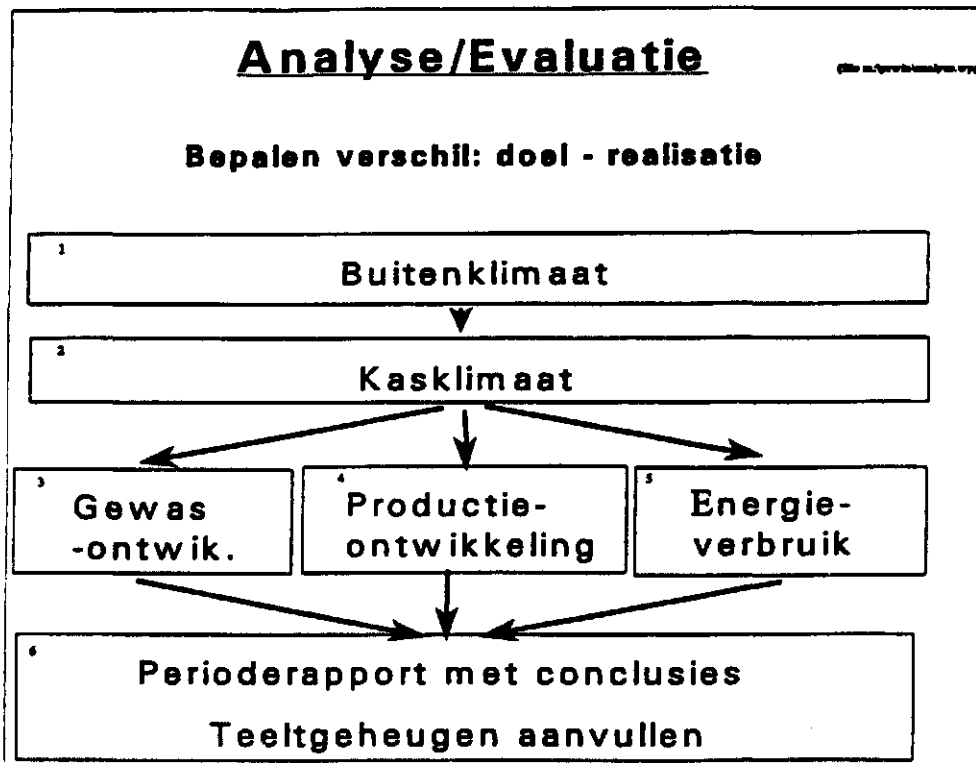 Analyse/Evaluatie
Bepalen verschil: doel - realisatie
1
Buitenklimaat
2
Kasklimaat
3
Gewas
-ontwik.
4
Productie-
ontwikkeling
5
Energie-
verbruik
6
Perioderapport met conclusies
Teeltgeheugen aanvullen